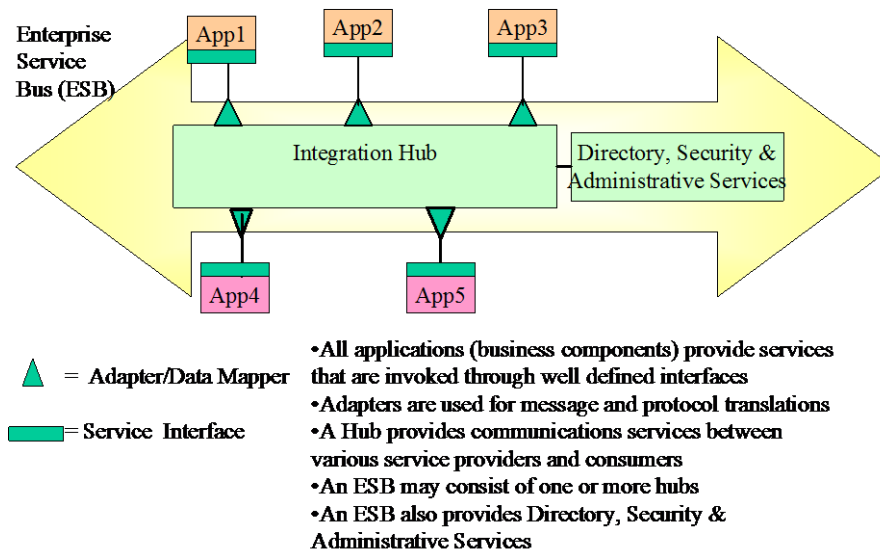 Enterprise
Service
Bus (ESB)
App1
App2
App3
Integration Hub
Directory, Security &
Administrative Services
App4
App5
= Adapter/Data Mapper
= Service Interface
•All applications (business components) provide services
that are invoked through well defined interfaces
•Adapters are used for message and protocol translations
•A Hub provides communications services between
various service providers and consumers
•An ESB may consist of one or more hubs
•An ESB also provides Directory, Security &
Administrative Services